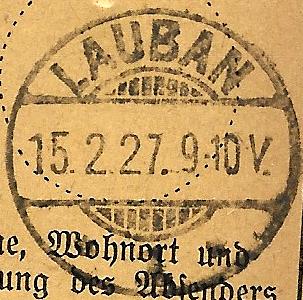 LAUBAN
15.2.27.9-10V.
e, Wohnort und
ung des Absenders